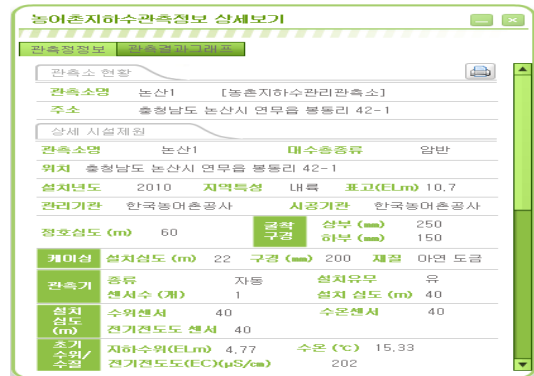 농어촌지하수관측정보 상세보기
관측정정보 관측결과그래프
관측소 현황
관측소명 논산1 [농촌지하수관리관측소]
주소 충청남도 논산시 연무읍 봉동리 42-1
상세 시설제원
관측소명 논산1 대수층종류 암반
위치 충청남도 논산시 연무읍 봉동리 42-1
설치년도 2010 지역특성 내륙 표고(ELm) 10,7
관리기관 한국농어촌공사 시공기관 한국농어촌공사
정호심도 (m) 60 굴착구경 상부 (㎜) 250
하부 (㎜) 150
케이싱 설치심도 (m) 22 구경 (㎜) 200 재질 아연 도금
관측기 종류 자동 설치유무 유
센서수 (개) 1 설치 심도 (m) 40
설치심도(m) 수위센서 40 수온센서 40
전기전도도 센서 40
초기수위/수질 지하수위(ELm) 4,77 수온 (℃) 15,33
전기전도도(EC)(μS/㎝) 202